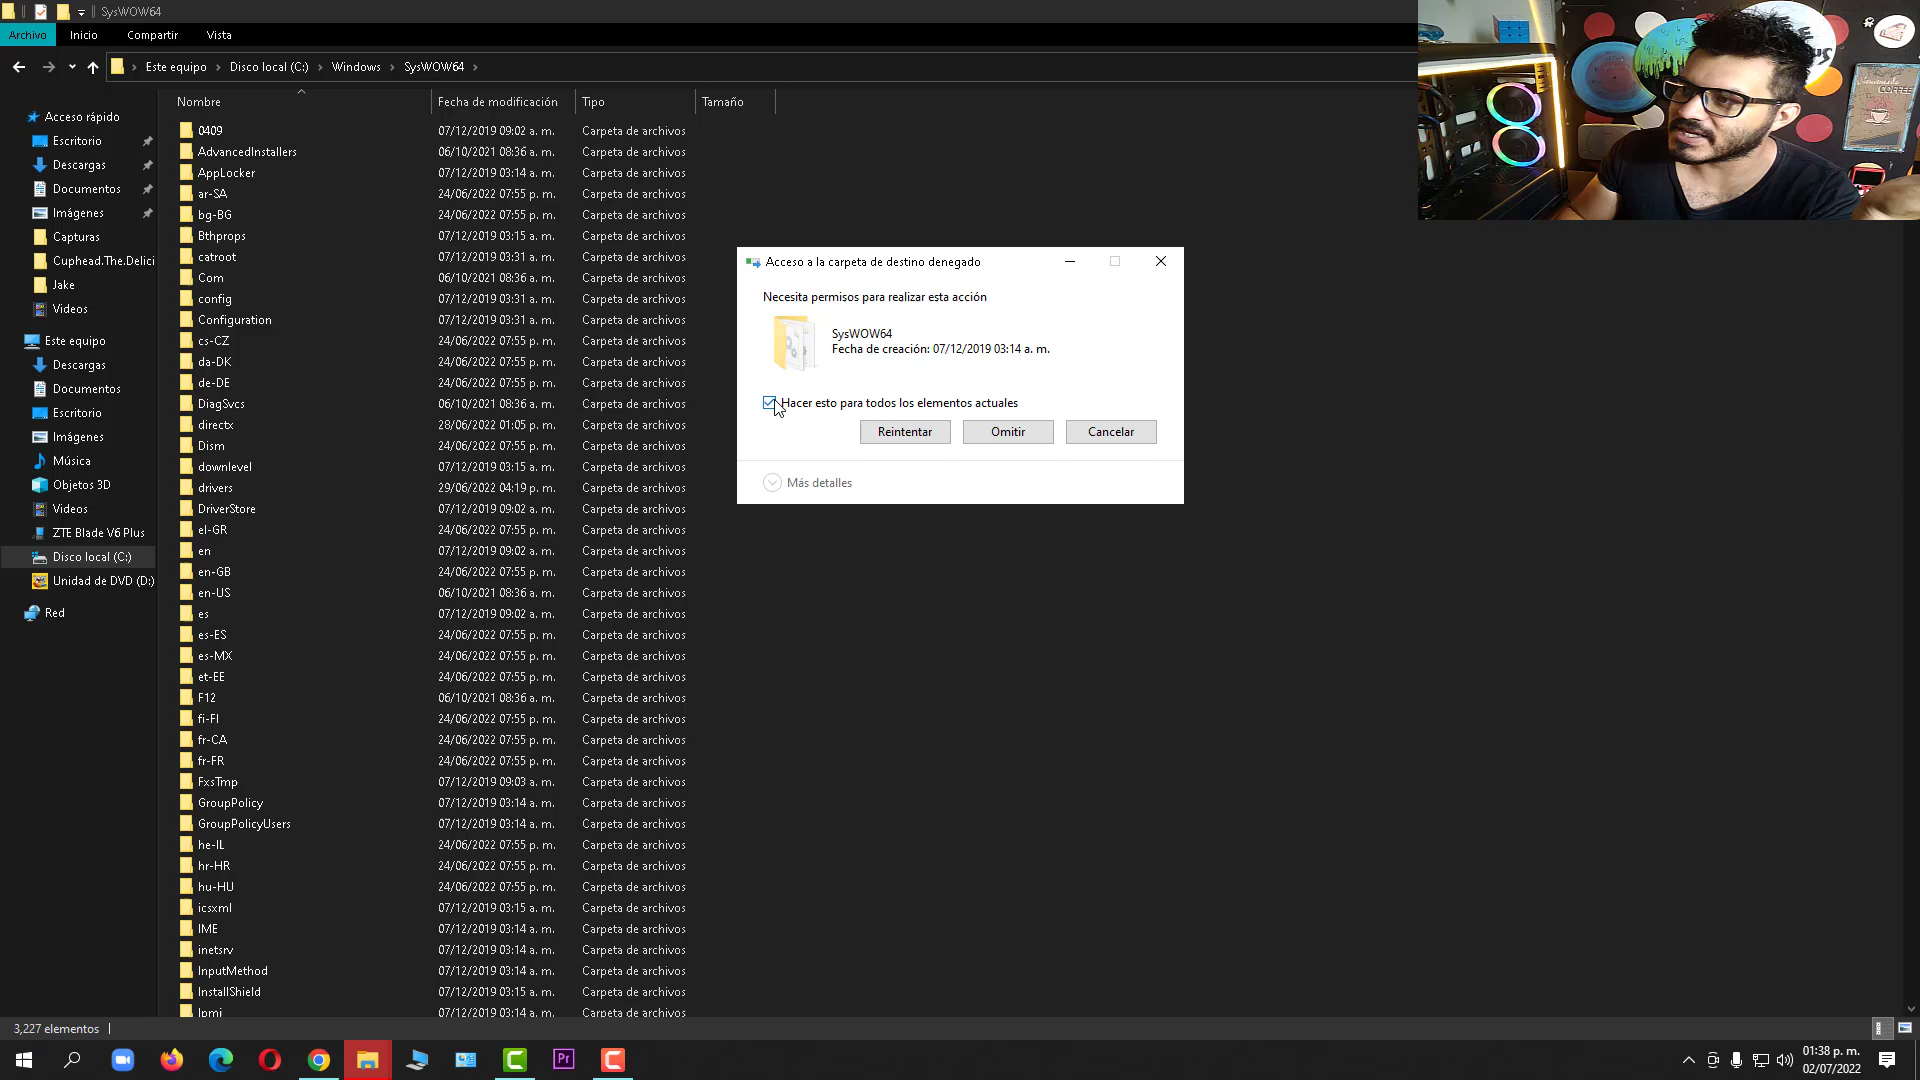 SysWOW64
Archivo Inicio Compartir Vista
Este equipo > Disco local (C:) > Windows > SysWOW64 >
Nombre Fecha de modificación Tipo Tamaño
Acceso rápido
Escritorio
Descargas
Documentos
Imágenes
Capturas
Cuphead.The.Delici
Jake
Videos
Este equipo
Descargas
Documentos
Escritorio
Imágenes
Música
Objetos 3D
Videos
ZTE Blade V6 Plus
Disco local (C:)
Unidad de DVD (D:)
Red
0409 07/12/2019 09:02 a. m. Carpeta de archivos
AdvancedInstallers 06/10/2021 08:36 a. m. Carpeta de archivos
AppLocker 07/12/2019 03:14 a. m. Carpeta de archivos
ar-SA 24/06/2022 07:55 p. m. Carpeta de archivos
bg-BG 24/06/2022 07:55 p. m. Carpeta de archivos
Bthprops 07/12/2019 03:15 a. m. Carpeta de archivos
catroot 07/12/2019 03:31 a. m. Carpeta de archivos
Com 06/10/2021 08:36 a. m. Carpeta de archivos
config 07/12/2019 03:31 a. m. Carpeta de archivos
Configuration 07/12/2019 03:31 a. m. Carpeta de archivos
cs-CZ 24/06/2022 07:55 p. m. Carpeta de archivos
da-DK 24/06/2022 07:55 p. m. Carpeta de archivos
de-DE 24/06/2022 07:55 p. m. Carpeta de archivos
DiagSvcs 06/10/2021 08:36 a. m. Carpeta de archivos
directx 28/06/2022 01:05 p. m. Carpeta de archivos
Dism 24/06/2022 07:55 p. m. Carpeta de archivos
downlevel 07/12/2019 03:15 a. m. Carpeta de archivos
drivers 29/06/2022 04:19 p. m. Carpeta de archivos
DriverStore 07/12/2019 09:02 a. m. Carpeta de archivos
el-GR 24/06/2022 07:55 p. m. Carpeta de archivos
en 07/12/2019 09:02 a. m. Carpeta de archivos
en-GB 24/06/2022 07:55 p. m. Carpeta de archivos
en-US 06/10/2021 08:36 a. m. Carpeta de archivos
es 07/12/2019 09:02 a. m. Carpeta de archivos
es-ES 24/06/2022 07:55 p. m. Carpeta de archivos
es-MX 24/06/2022 07:55 p. m. Carpeta de archivos
et-EE 24/06/2022 07:55 p. m. Carpeta de archivos
F12 06/10/2021 08:36 a. m. Carpeta de archivos
fi-FI 24/06/2022 07:55 p. m. Carpeta de archivos
fr-CA 24/06/2022 07:55 p. m. Carpeta de archivos
fr-FR 24/06/2022 07:55 p. m. Carpeta de archivos
FxsTmp 07/12/2019 09:03 a. m. Carpeta de archivos
GroupPolicy 07/12/2019 03:14 a. m. Carpeta de archivos
GroupPolicyUsers 07/12/2019 03:14 a. m. Carpeta de archivos
he-IL 24/06/2022 07:55 p. m. Carpeta de archivos
hr-HR 24/06/2022 07:55 p. m. Carpeta de archivos
hu-HU 24/06/2022 07:55 p. m. Carpeta de archivos
icsxml 07/12/2019 03:15 a. m. Carpeta de archivos
IME 07/12/2019 03:14 a. m. Carpeta de archivos
inetsrv 07/12/2019 03:14 a. m. Carpeta de archivos
InputMethod 07/12/2019 03:14 a. m. Carpeta de archivos
InstallShield 07/12/2019 03:15 a. m. Carpeta de archivos
Ipmi 07/12/2019 03:14 a. m. Carpeta de archivos
Acceso a la carpeta de destino denegado
Necesita permisos para realizar esta acción
SysWOW64
Fecha de creación: 07/12/2019 03:14 a. m.
Hacer esto para todos los elementos actuales
Reintentar Omitir Cancelar
Más detalles
COFFEE
3,227 elementos
Pr
01:38 p. m.
02/07/2022